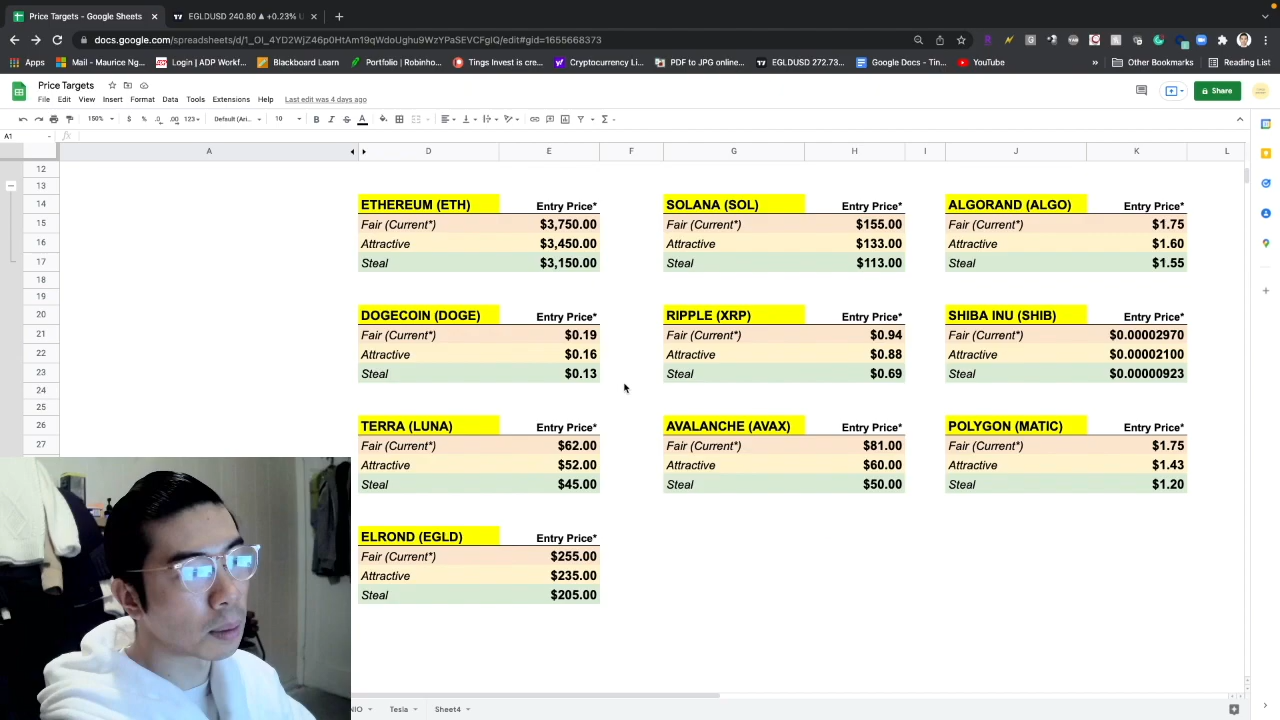 Price Targets - Google Sheets
EGLDUSD 240.80 ▲ +0.23% U
docs.google.com/spreadsheets/d/1_OI_4YD2WjZ46p0HtAm19qWdoUghu9WzYPaSEVCFgIQ/edit#gid=1655668373
Apps
Mail - Maurice Ng...
Login | ADP Workf...
Blackboard Learn
Portfolio | Robinho...
Tings Invest is cre...
Cryptocurrency Li...
PDF to JPG online...
EGLDUSD 272.73...
Google Docs - Tin...
YouTube
Other Bookmarks
Reading List
Price Targets
File Edit View Insert Format Data Tools Extensions Help Last edit was 4 days ago
Share
150% $ % .0 .00 123 Default (Ari... 10 B I S A
A1 fx
A D E F G H I J K L
12
13
14 ETHEREUM (ETH) Entry Price* SOLANA (SOL) Entry Price* ALGORAND (ALGO) Entry Price*
15 Fair (Current*) $3,750.00 Fair (Current*) $155.00 Fair (Current*) $1.75
16 Attractive $3,450.00 Attractive $133.00 Attractive $1.60
17 Steal $3,150.00 Steal $113.00 Steal $1.55
18
19
20 DOGECOIN (DOGE) Entry Price* RIPPLE (XRP) Entry Price* SHIBA INU (SHIB) Entry Price*
21 Fair (Current*) $0.19 Fair (Current*) $0.94 Fair (Current*) $0.00002970
22 Attractive $0.16 Attractive $0.88 Attractive $0.00002100
23 Steal $0.13 Steal $0.69 Steal $0.00000923
24
25
26 TERRA (LUNA) Entry Price* AVALANCHE (AVAX) Entry Price* POLYGON (MATIC) Entry Price*
27 Fair (Current*) $62.00 Fair (Current*) $81.00 Fair (Current*) $1.75
Attractive $52.00 Attractive $60.00 Attractive $1.43
Steal $45.00 Steal $50.00 Steal $1.20
ELROND (EGLD) Entry Price*
Fair (Current*) $255.00
Attractive $235.00
Steal $205.00
NIO Tesla Sheet4